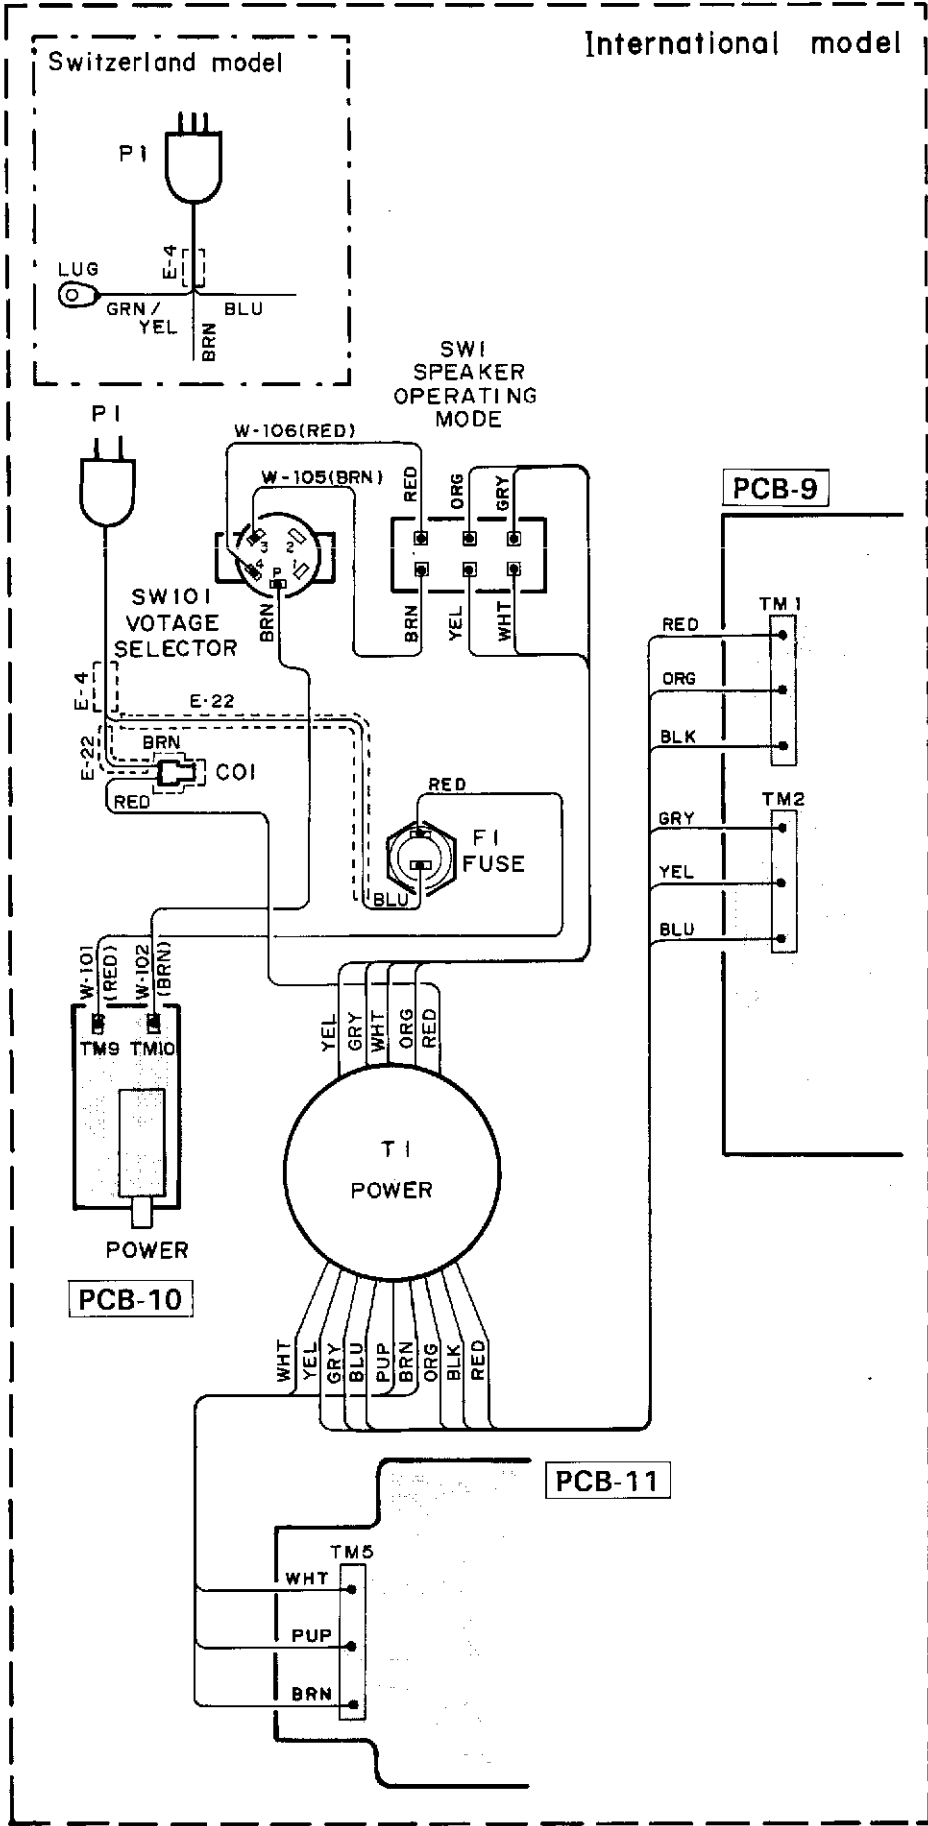 International model
Switzerland model
P1
E-4
LUG
GRN/
YEL
BLU
BRN
SW1
SPEAKER
OPERATING
MODE
P1
W-106(RED)
W-105(BRN)
RED
ORG
GRY
PCB-9
3
2
4
1
P
SW101
VOTAGE
SELECTOR
BRN
BRN
YEL
WHT
TM1
RED
ORG
BLK
E-4
E-22
E-22
BRN
CO1
RED
RED
F1
FUSE
BLU
TM2
GRY
YEL
BLU
W-101
(RED)
W-102
(BRN)
TM9
TM10
POWER
PCB-10
YEL
GRY
WHT
ORG
RED
T1
POWER
WHT
YEL
GRY
BLU
PUP
BRN
ORG
BLK
RED
PCB-11
TM5
WHT
PUP
BRN